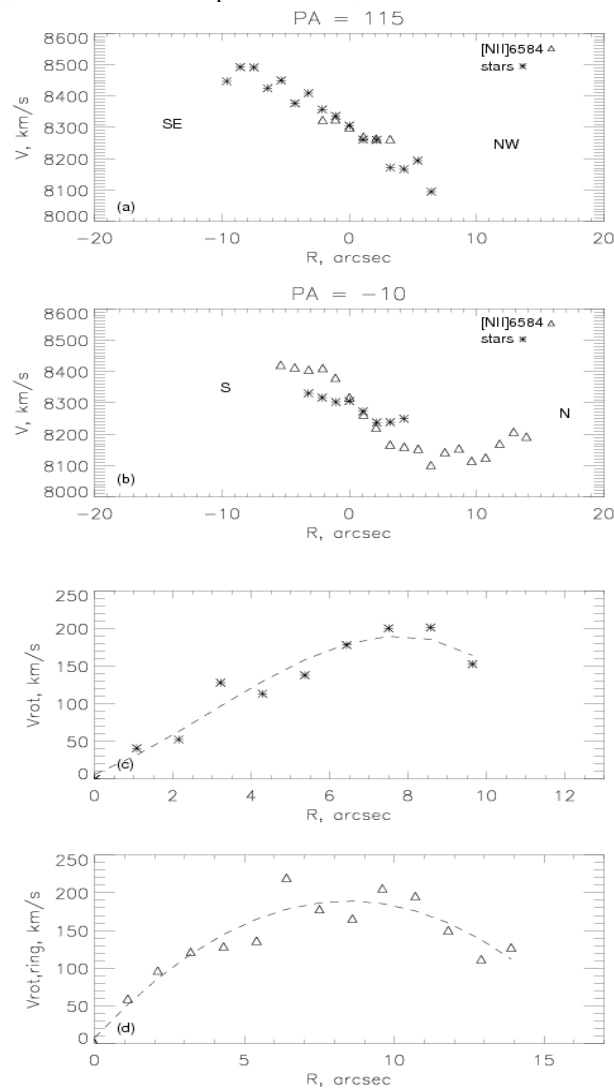 PA = 115
8600
8500
8400
8300
8200
8100
8000
V, km/s
[NII]6584 △
stars *
SE
NW
(a)
−20 −10 0 10 20
R, arcsec
PA = −10
8600
8500
8400
8300
8200
8100
8000
V, km/s
[NII]6584 △
stars *
S
N
(b)
−20 −10 0 10 20
R, arcsec
250
200
150
100
50
0
Vrot, km/s
(c)
0 2 4 6 8 10 12
R, arcsec
250
200
150
100
50
0
Vrot,ring, km/s
(d)
0 5 10 15
R, arcsec